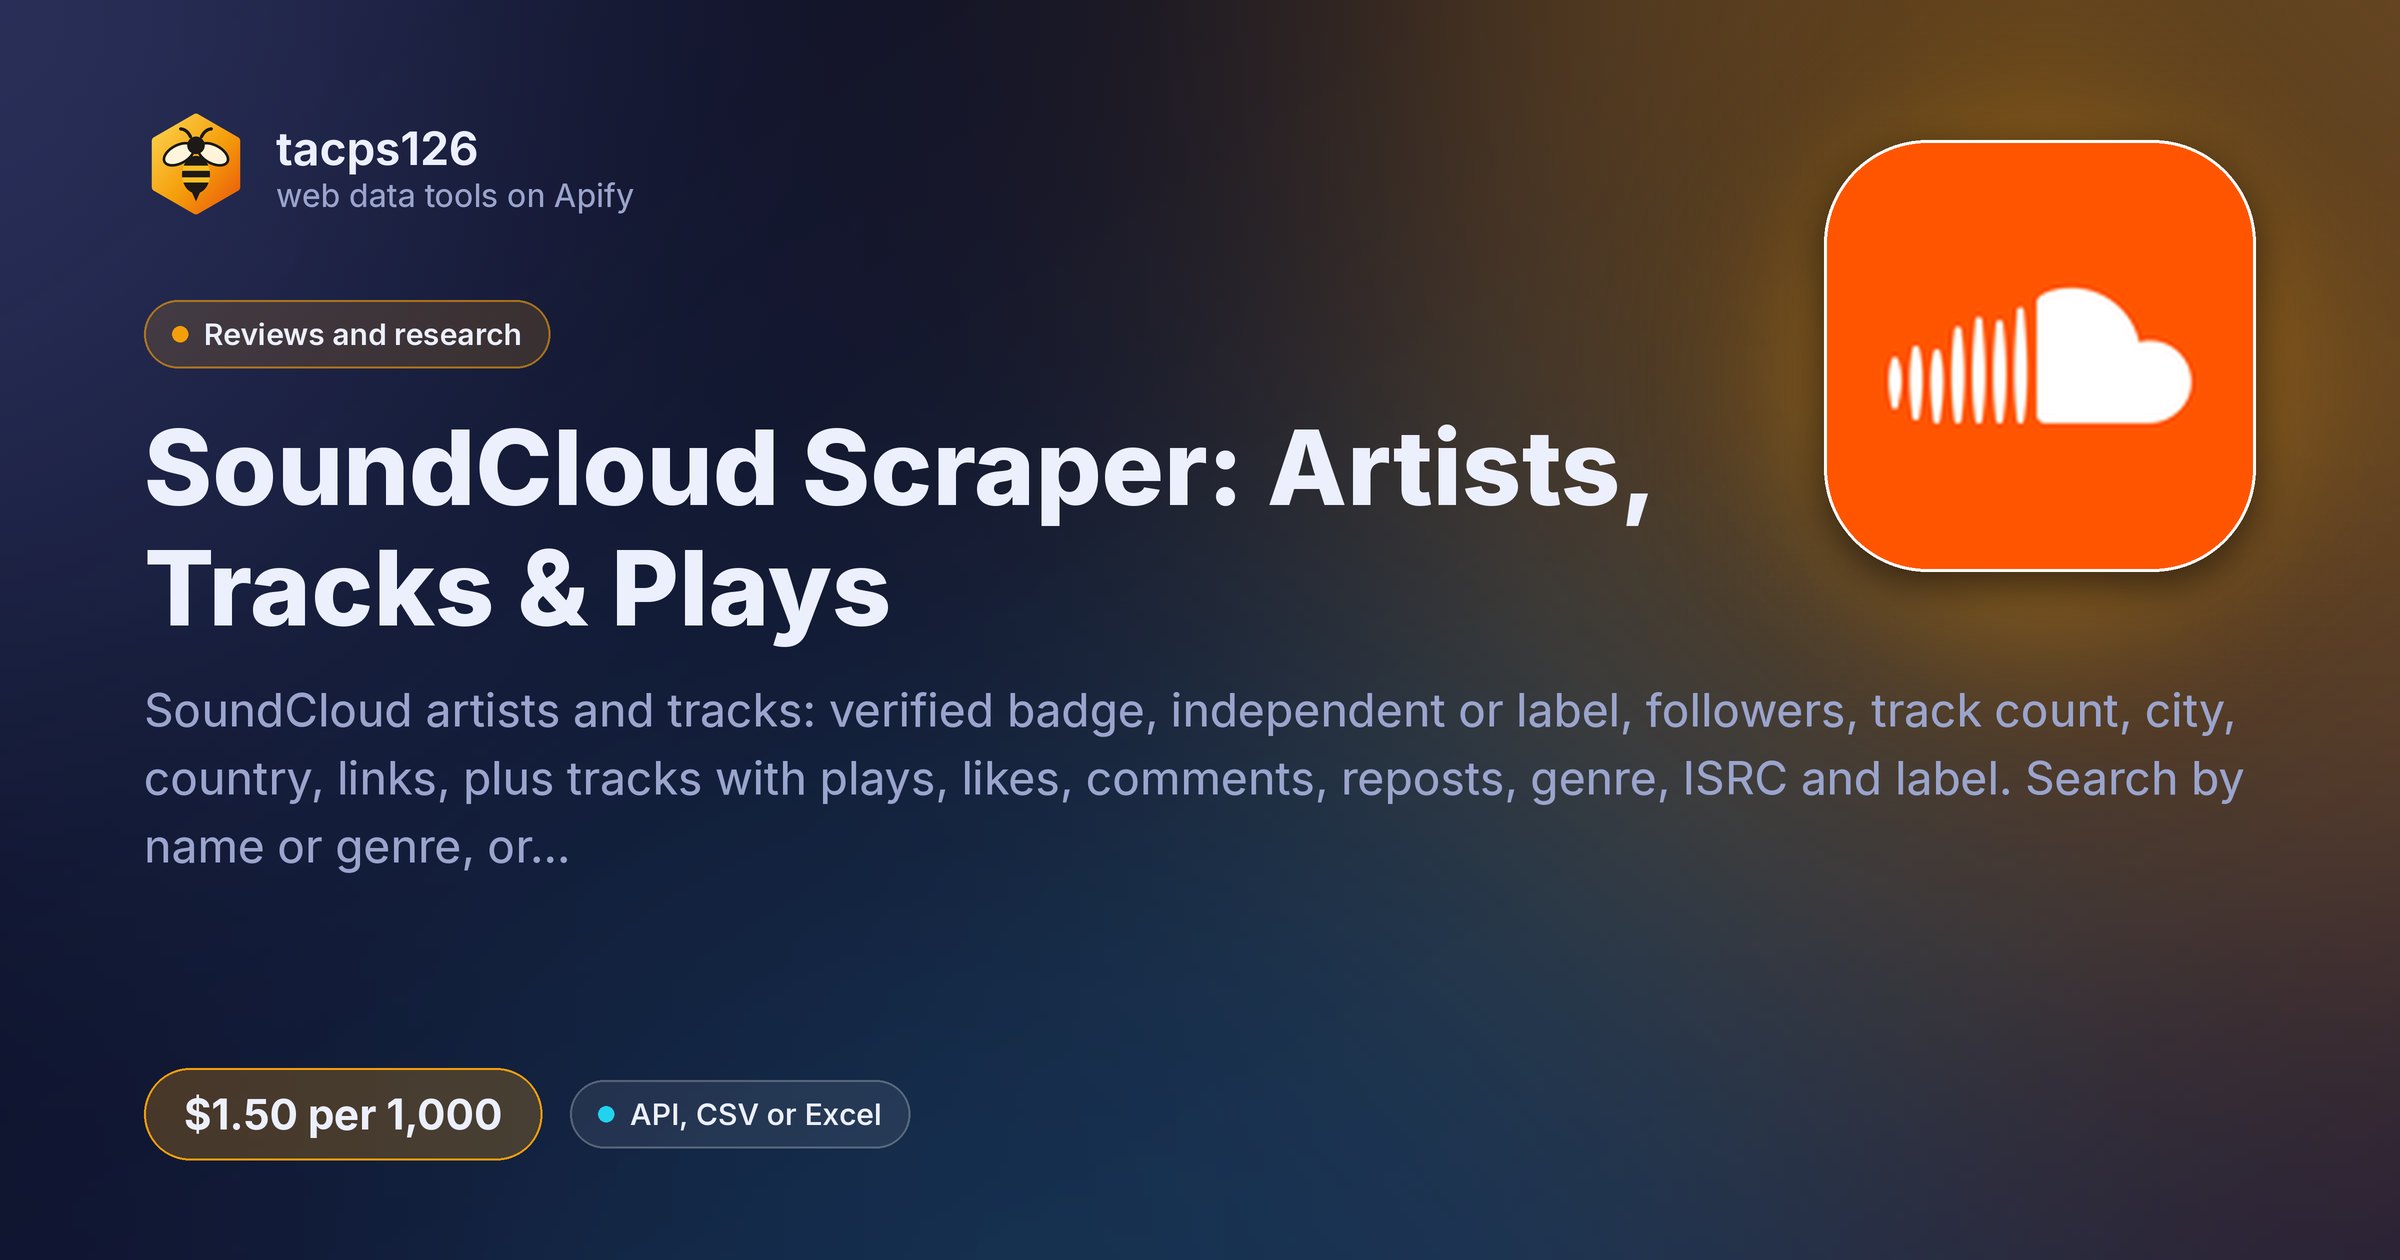 tacps126
web data tools on Apify
Reviews and research
SoundCloud Scraper: Artists,
Tracks & Plays
SoundCloud artists and tracks: verified badge, independent or label, followers, track count, city,
country, links, plus tracks with plays, likes, comments, reposts, genre, ISRC and label. Search by
name or genre, or...
$1.50 per 1,000
API, CSV or Excel